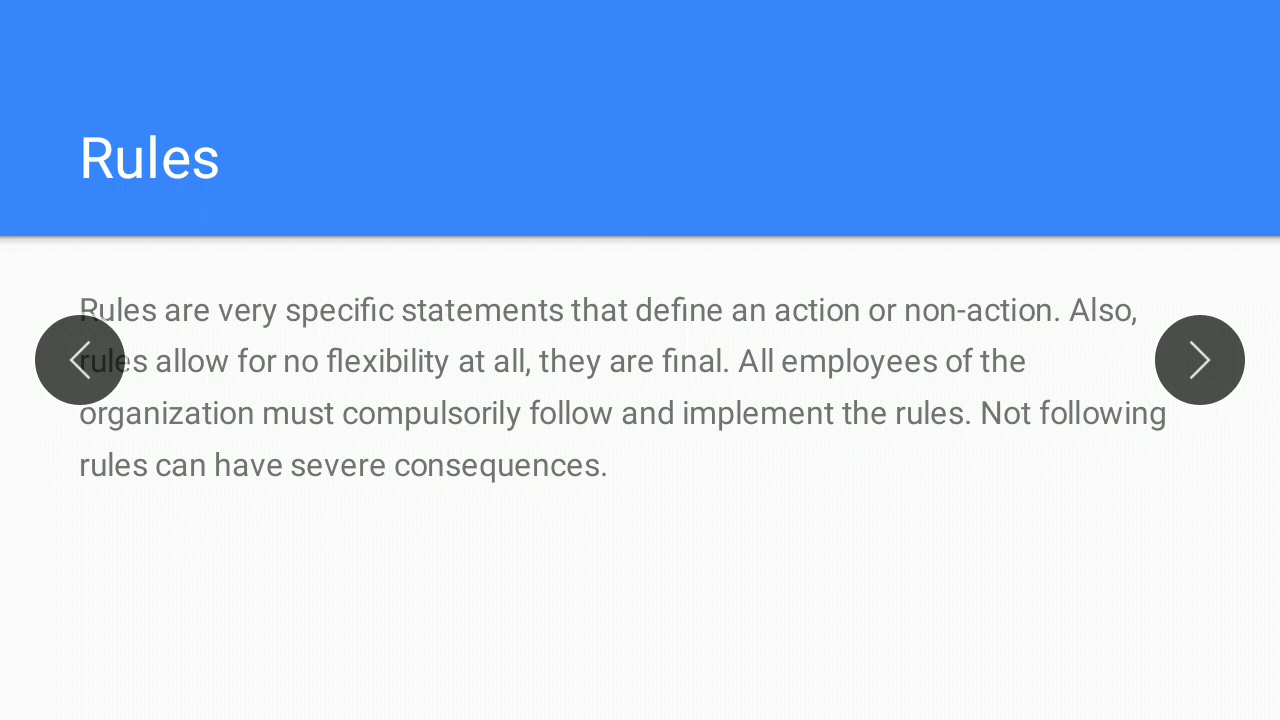 Rules
Rules are very specific statements that define an action or non-action. Also,
rules allow for no flexibility at all, they are final. All employees of the
organization must compulsorily follow and implement the rules. Not following
rules can have severe consequences.